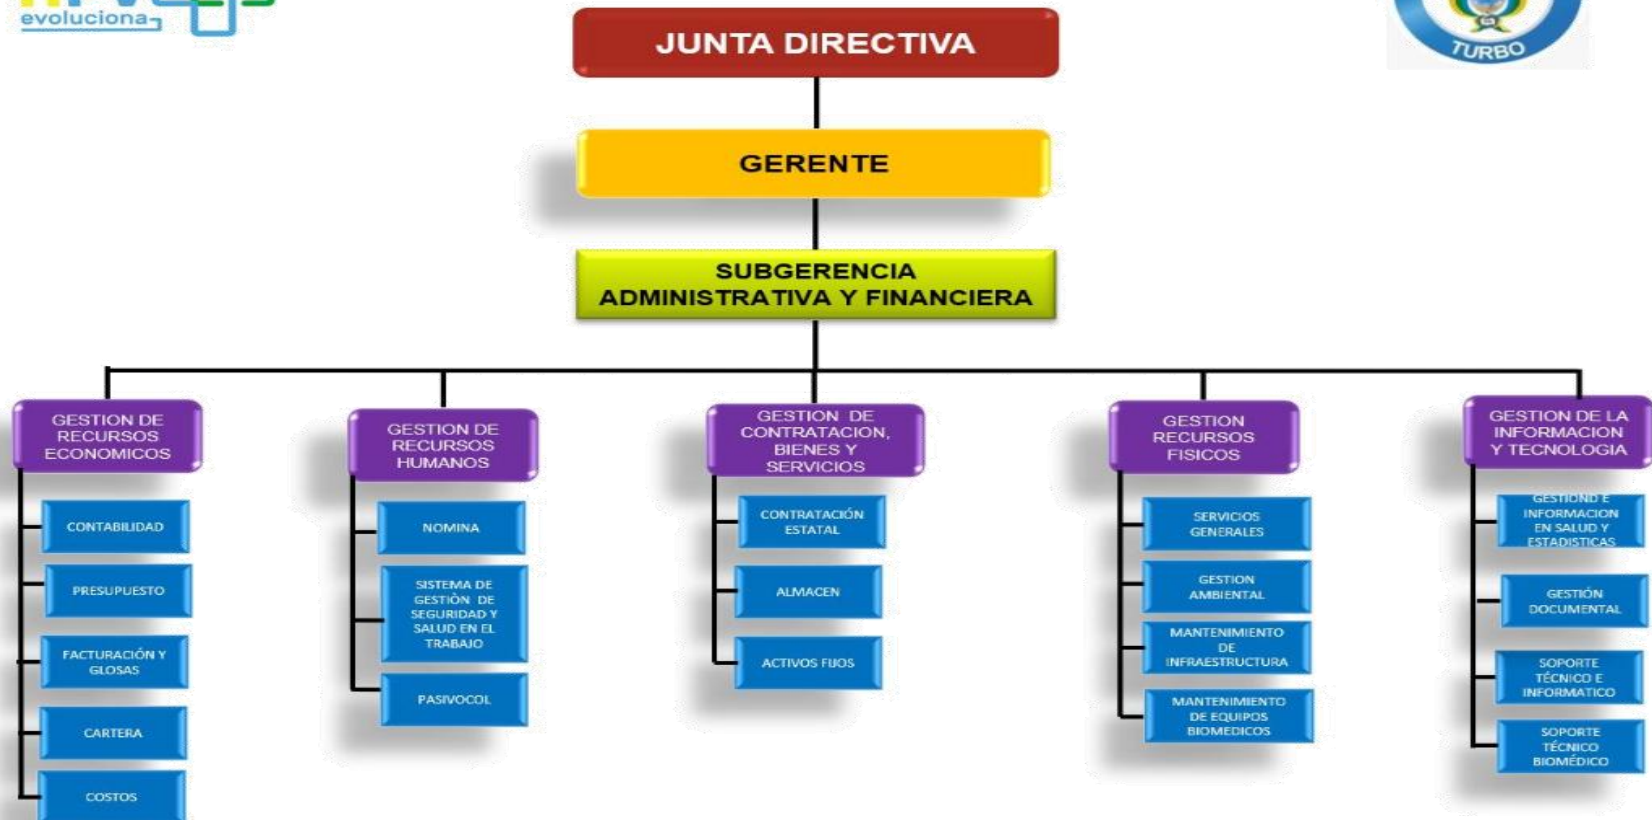 evoluciona
TURBO
JUNTA DIRECTIVA
GERENTE
SUBGERENCIA
ADMINISTRATIVA Y FINANCIERA
GESTION DE
RECURSOS
ECONOMICOS
CONTABILIDAD
PRESUPUESTO
FACTURACIÓN Y
GLOSAS
CARTERA
COSTOS
GESTION DE
RECURSOS
HUMANOS
NOMINA
SISTEMA DE
GESTIÒN DE
SEGURIDAD Y
SALUD EN EL
TRABAJO
PASIVOCOL
GESTION DE
CONTRATACION,
BIENES Y
SERVICIOS
CONTRATACIÓN
ESTATAL
ALMACEN
ACTIVOS FIJOS
GESTION
RECURSOS
FISICOS
SERVICIOS
GENERALES
GESTION
AMBIENTAL
MANTENIMIENTO
DE
INFRAESTRUCTURA
MANTENIMIENTO
DE EQUIPOS
BIOMEDICOS
GESTION DE LA
INFORMACION
Y TECNOLOGIA
GESTIOND E
INFORMACION
EN SALUD Y
ESTADISTICAS
GESTIÓN
DOCUMENTAL
SOPORTE
TÉCNICO E
INFORMATICO
SOPORTE
TÉCNICO
BIOMÉDICO